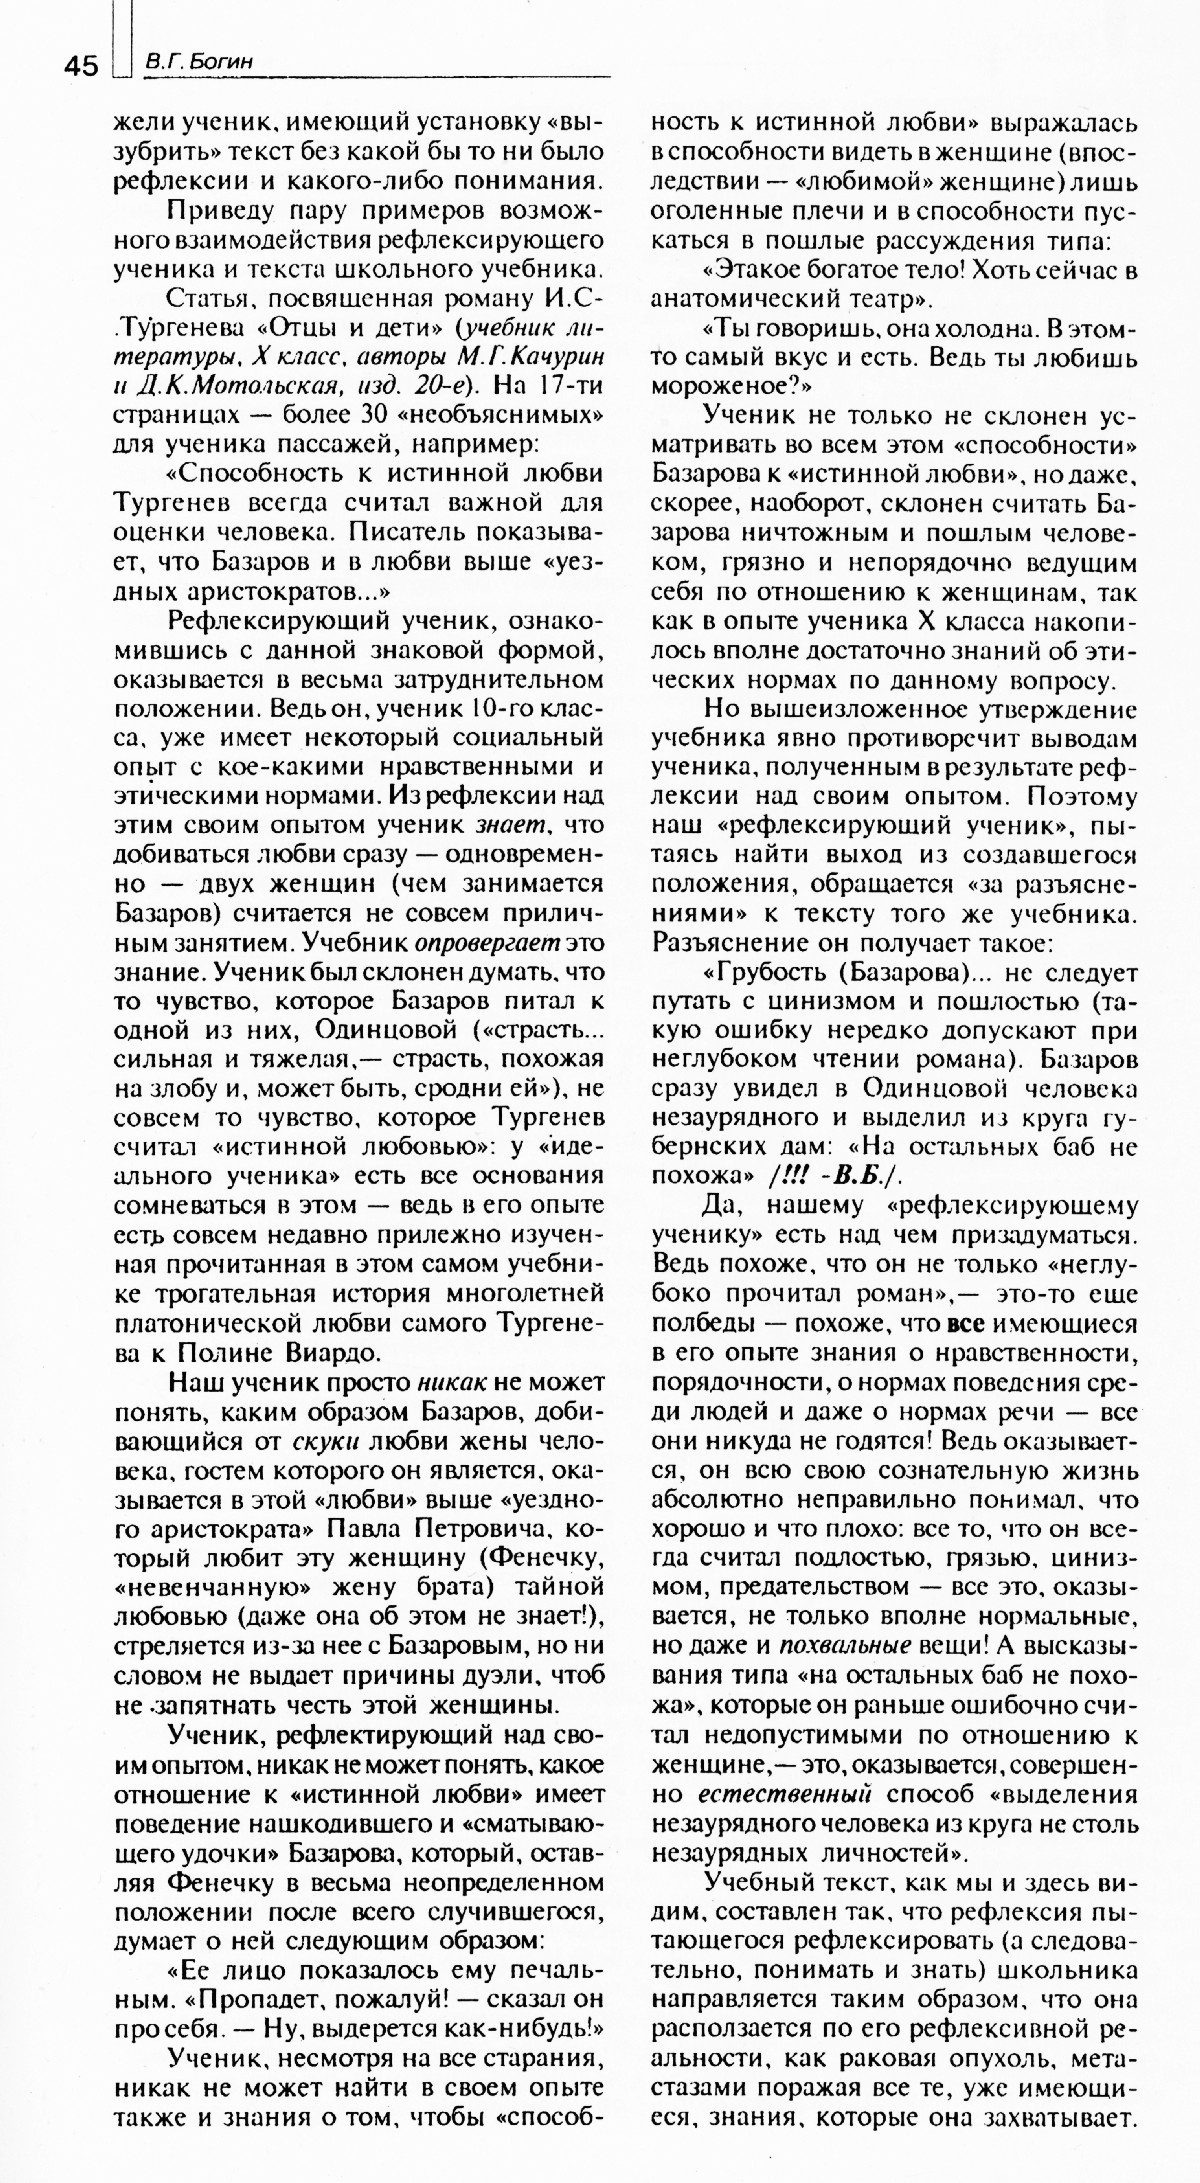 45
В.Г. Богин
жели ученик, имеющий установку «вы-
зубрить» текст без какой бы то ни было
рефлексии и какого-либо понимания.
Приведу пару примеров возмож-
ного взаимодействия рефлексирующего
ученика и текста школьного учебника.
Статья, посвященная роману И.С-
.Тургенева «Отцы и дети» (учебник ли-
тературы, X класс, авторы М.Г.Качурин
и Д.К.Мотольская, изд. 20-е). На 17-ти
страницах — более 30 «необъяснимых»
для ученика пассажей, например:
«Способность к истинной любви
Тургенев всегда считал важной для
оценки человека. Писатель показыва-
ет, что Базаров и в любви выше «уез-
дных аристократов...»
Рефлексирующий ученик, ознако-
мившись с данной знаковой формой,
оказывается в весьма затруднительном
положении. Ведь он, ученик 10-го клас-
са, уже имеет некоторый социальный
опыт с кое-какими нравственными и
этическими нормами. Из рефлексии над
этим своим опытом ученик знает, что
добиваться любви сразу — одновремен-
но — двух женщин (чем занимается
Базаров) считается не совсем прилич-
ным занятием. Учебник опровергает это
знание. Ученик был склонен думать, что
то чувство, которое Базаров питал к
одной из них, Одинцовой («страсть...
сильная и тяжелая,— страсть, похожая
на злобу и, может быть, сродни ей»), не
совсем то чувство, которое Тургенев
считал «истинной любовью»: у «иде-
ального ученика» есть все основания
сомневаться в этом — ведь в его опыте
есть совсем недавно прилежно изучен-
ная прочитанная в этом самом учебни-
ке трогательная история многолетней
платонической любви самого Тургене-
ва к Полине Виардо.
Наш ученик просто никак не может
понять, каким образом Базаров, доби-
вающийся от скуки любви жены чело-
века, гостем которого он является, ока-
зывается в этой «любви» выше «уездно-
го аристократа» Павла Петровича, ко-
торый любит эту женщину (Фенечку,
«невенчанную» жену брата) тайной
любовью (даже она об этом не знает!),
стреляется из-за нее с Базаровым, но ни
словом не выдает причины дуэли, чтоб
не запятнать честь этой женщины.
Ученик, рефлектирующий над сво-
им опытом, никак не может понять, какое
отношение к «истинной любви» имеет
поведение нашкодившего и «сматываю-
щего удочки» Базарова, который, остав-
ляя Фенечку в весьма неопределенном
положении после всего случившегося,
думает о ней следующим образом:
«Ее лицо показалось ему печаль-
ным. «Пропадет, пожалуй! — сказал он
про себя. — Ну, выдерется как-нибудь!»
Ученик, несмотря на все старания,
никак не может найти в своем опыте
также и знания о том, чтобы «способ-
ность к истинной любви» выражалась
в способности видеть в женщине (впос-
ледствии — «любимой» женщине) лишь
оголенные плечи и в способности пус-
каться в пошлые рассуждения типа:
«Этакое богатое тело! Хоть сейчас в
анатомический театр».
«Ты говоришь, она холодна. В этом-
то самый вкус и есть. Ведь ты любишь
мороженое?»
Ученик не только не склонен ус-
матривать во всем этом «способности»
Базарова к «истинной любви», но даже,
скорее, наоборот, склонен считать Ба-
зарова ничтожным и пошлым челове-
ком, грязно и непорядочно ведущим
себя по отношению к женщинам, так
как в опыте ученика X класса накопи-
лось вполне достаточно знаний об эти-
ческих нормах по данному вопросу.
Но вышеизложенное утверждение
учебника явно противоречит выводам
ученика, полученным в результате реф-
лексии над своим опытом. Поэтому
наш «рефлексирующий ученик», пы-
таясь найти выход из создавшегося
положения, обращается «за разъясне-
ниями» к тексту того же учебника.
Разъяснение он получает такое:
«Грубость (Базарова)... не следует
путать с цинизмом и пошлостью (та-
кую ошибку нередко допускают при
неглубоком чтении романа). Базаров
сразу увидел в Одинцовой человека
незаурядного и выделил из круга гу-
бернских дам: «На остальных баб не
похожа» /!!! -В.Б./.
Да, нашему «рефлексирующему
ученику» есть над чем призадуматься.
Ведь похоже, что он не только «неглу-
боко прочитал роман»,— это-то еще
полбеды — похоже, что все имеющиеся
в его опыте знания о нравственности,
порядочности, о нормах поведения сре-
ди людей и даже о нормах речи — все
они никуда не годятся! Ведь оказывает-
ся, он всю свою сознательную жизнь
абсолютно неправильно понимал, что
хорошо и что плохо: все то, что он все-
гда считал подлостью, грязью, циниз-
мом, предательством — все это, оказы-
вается, не только вполне нормальные,
но даже и похвальные вещи! А высказы-
вания типа «на остальных баб не похо-
жа», которые он раньше ошибочно счи-
тал недопустимыми по отношению к
женщине,— это, оказывается, совершен-
но естественный способ «выделения
незаурядного человека из круга не столь
незаурядных личностей».
Учебный текст, как мы и здесь ви-
дим, составлен так, что рефлексия пы-
тающегося рефлексировать (а следова-
тельно, понимать и знать) школьника
направляется таким образом, что она
расползается по его рефлексивной ре-
альности, как раковая опухоль, мета-
стазами поражая все те, уже имеющи-
еся, знания, которые она захватывает.